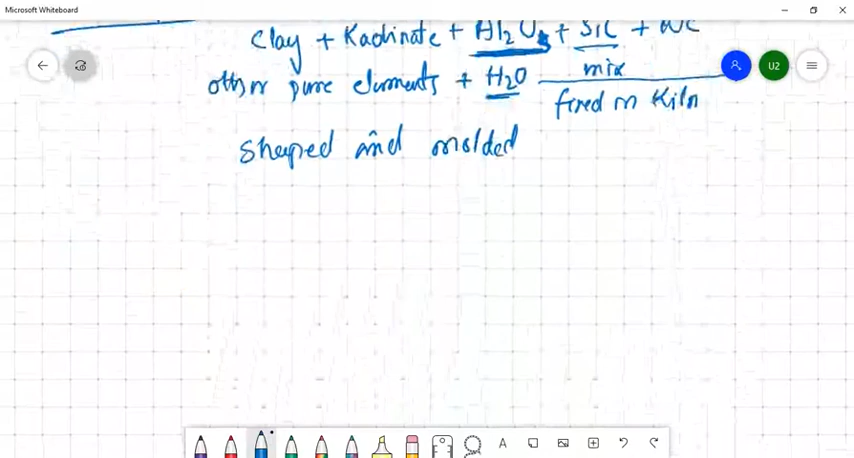 Microsoft Whiteboard
Clay + Kaolinate + Al2O3 + SiC + WC
other pure elements + H2O mix
fired in Kiln
shaped and molded
U2
A